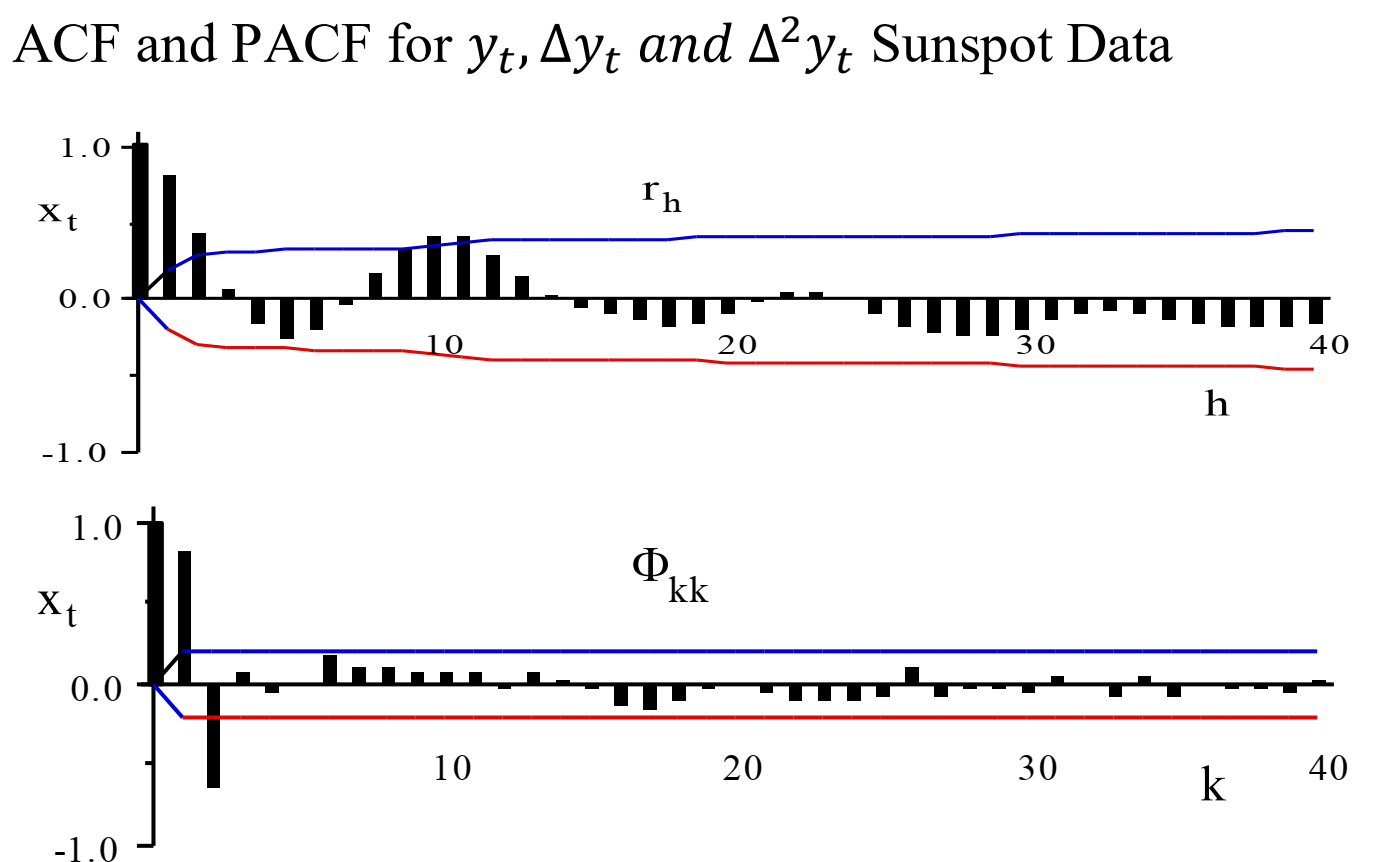 ACF and PACF for yₜ, Δyₜ and Δ²yₜ Sunspot Data
1.0
rₕ
xₜ
0.0
10 20 30 40
h
-1.0
1.0
Φₖₖ
xₜ
0.0
10 20 30 40
k
-1.0